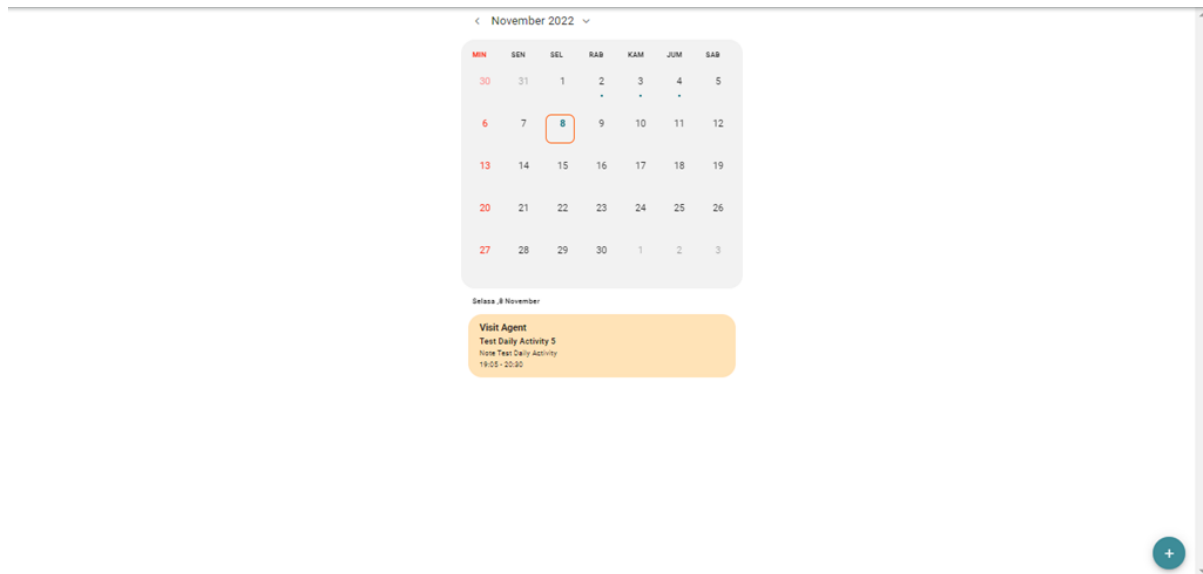 November 2022
MIN SEN SEL RAB KAM JUM SAB
30 31 1 2 3 4 5
6 7 8 9 10 11 12
13 14 15 16 17 18 19
20 21 22 23 24 25 26
27 28 29 30 1 2 3
Selasa ,8 November
Visit Agent
Test Daily Activity 5
Note Test Daily Activity
19:05 - 20:30